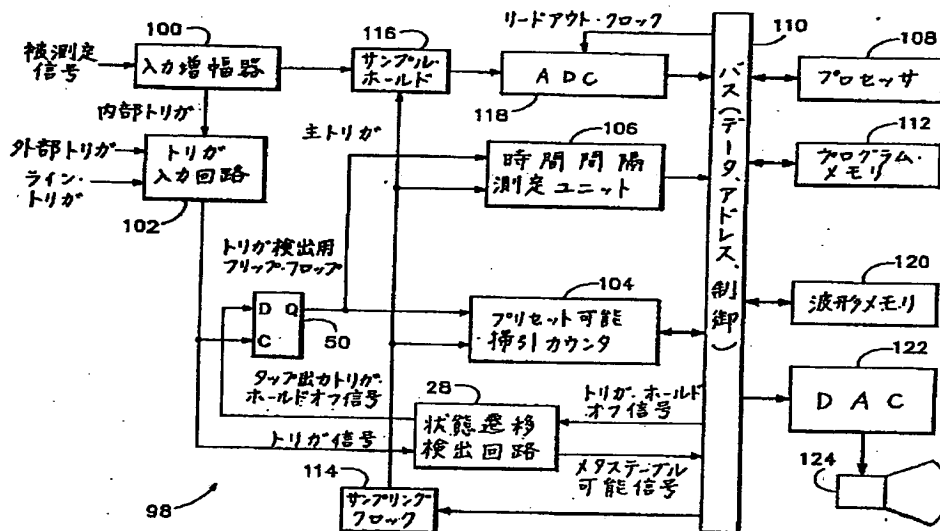 リードアウト・クロック
100
116
110
108
被測定
信号
入力増幅器
サンプル・
ホールド
ADC
プロセッサ
118
内部トリガ
主トリガ
106
112
外部トリガ
ライン・
トリガ
トリガ
入力回路
時間間隔
測定ユニット
プログラム・
メモリ
102
バス(データ、アドレス、制御)
トリガ検出用
フリップ・フロップ
104
120
D Q
C
50
プリセット可能
掃引カウンタ
波形メモリ
122
タップ出力トリガ・
ホールドオフ信号
28
トリガ・ホールド
オフ信号
DAC
トリガ信号
状態遷移
検出回路
メタステーブル
可能信号
124
114
98
サンプリング
クロック